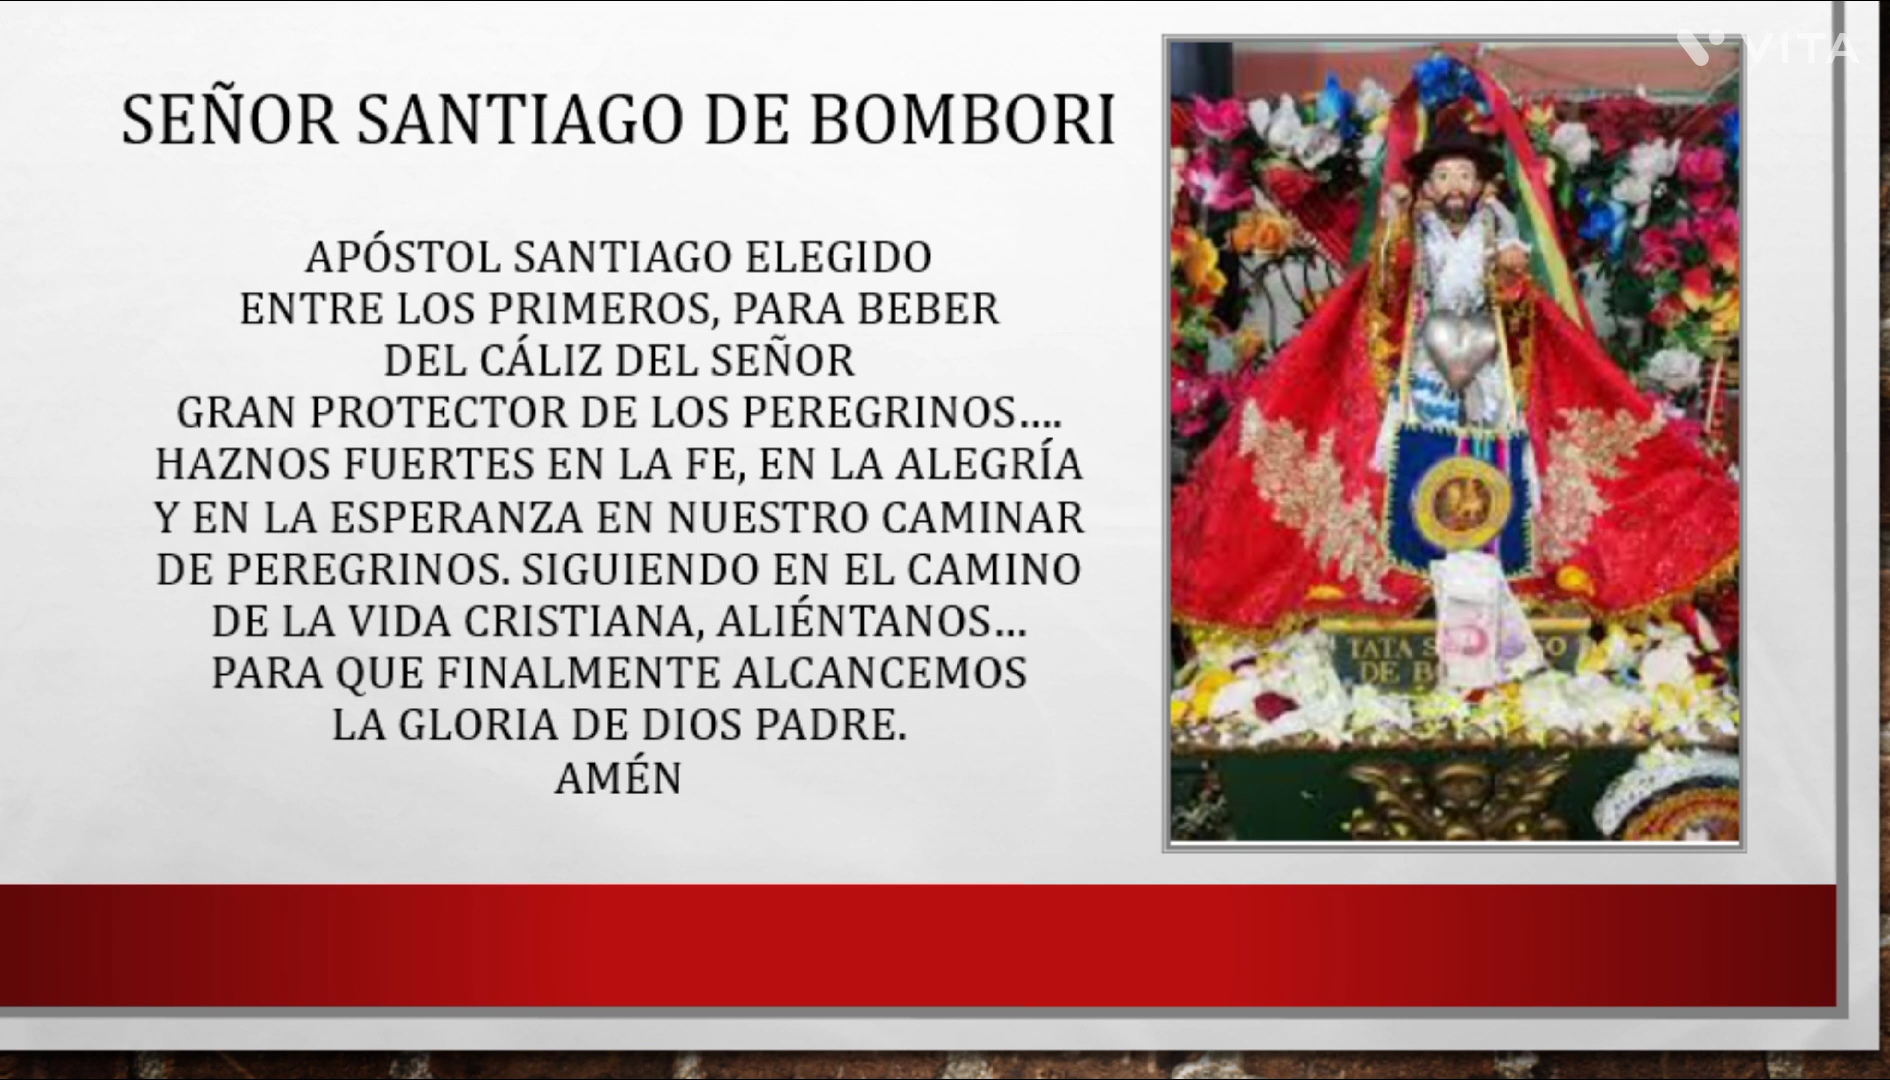 VITA
SEÑOR SANTIAGO DE BOMBORI
APÓSTOL SANTIAGO ELEGIDO
ENTRE LOS PRIMEROS, PARA BEBER
DEL CÁLIZ DEL SEÑOR
GRAN PROTECTOR DE LOS PEREGRINOS....
HAZNOS FUERTES EN LA FE, EN LA ALEGRÍA
Y EN LA ESPERANZA EN NUESTRO CAMINAR
DE PEREGRINOS. SIGUIENDO EN EL CAMINO
DE LA VIDA CRISTIANA, ALIÉNTANOS...
PARA QUE FINALMENTE ALCANCEMOS
LA GLORIA DE DIOS PADRE.
AMÉN
TATA
DE